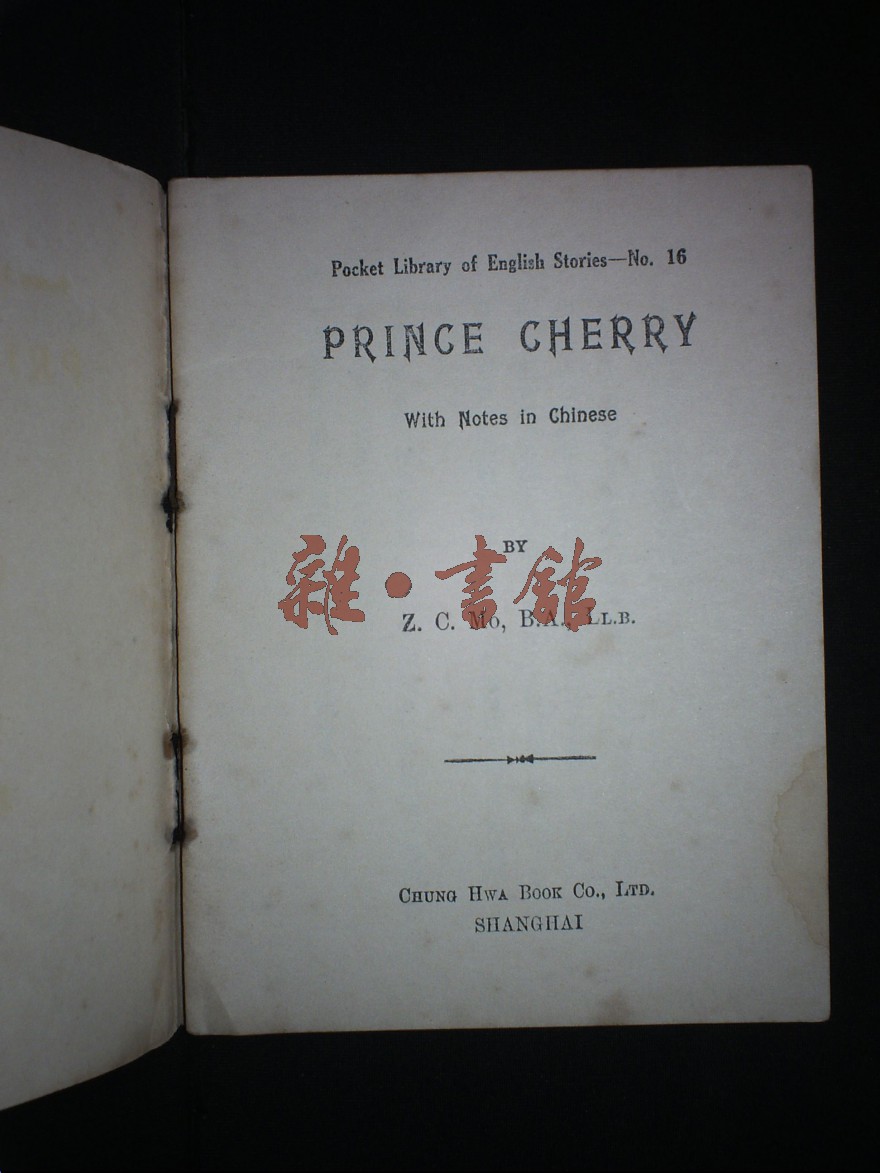 Pocket Library of English Stories—No. 16
PRINCE CHERRY
With Notes in Chinese
BY
雜·書館
Z. C. Mo, B.A., LL.B.
CHUNG HWA BOOK CO., LTD.
SHANGHAI